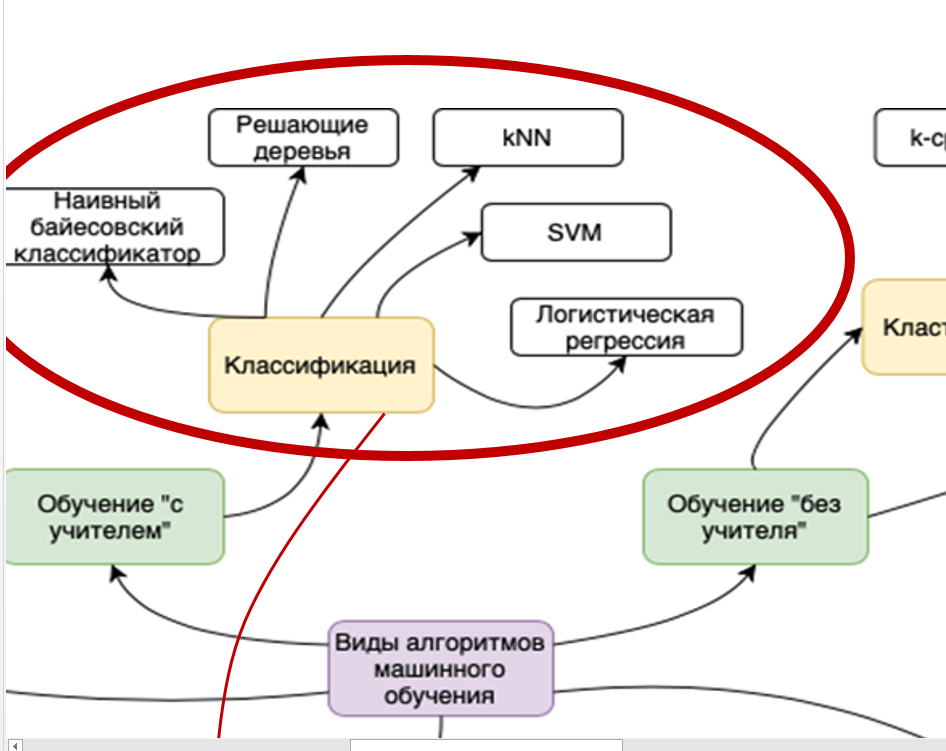 Решающие
деревья
kNN
Наивный
байесовский
классификатор
SVM
Логистическая
регрессия
Классификация
Обучение "с
учителем"
Обучение "без
учителя"
Виды алгоритмов
машинного
обучения